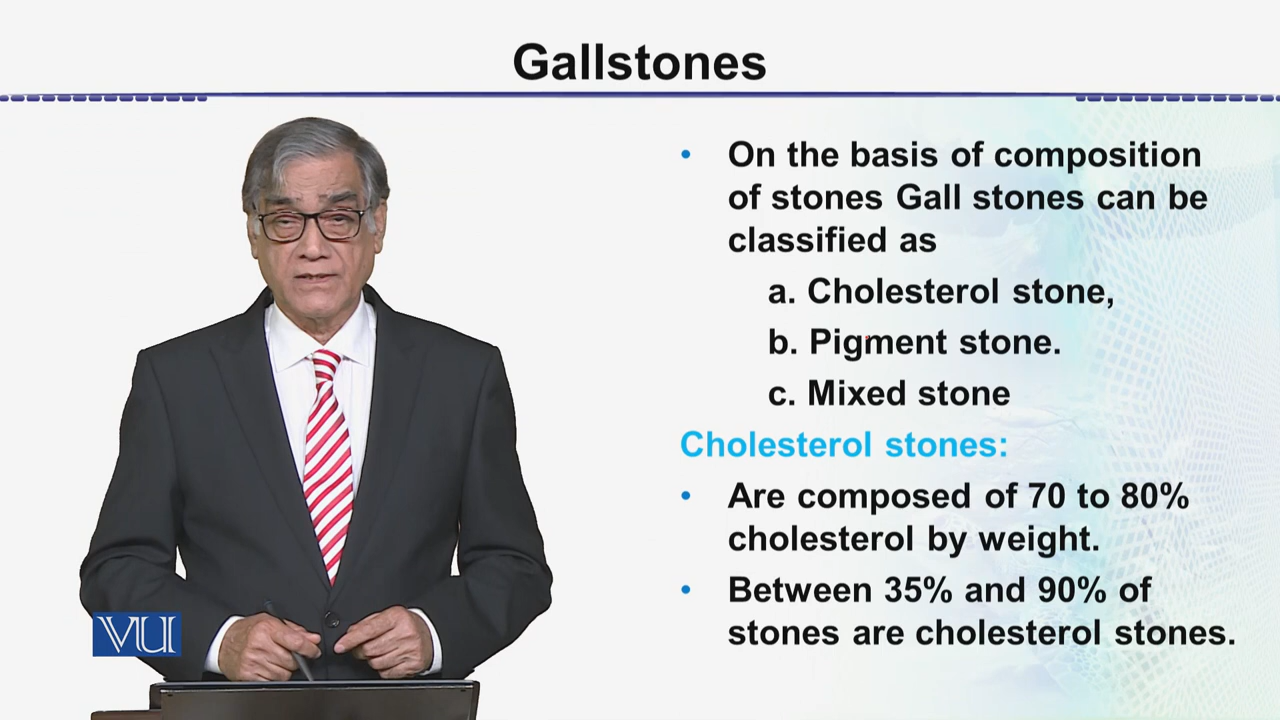 Gallstones
• On the basis of composition
of stones Gall stones can be
classified as
a. Cholesterol stone,
b. Pigment stone.
c. Mixed stone
Cholesterol stones:
• Are composed of 70 to 80%
cholesterol by weight.
• Between 35% and 90% of
stones are cholesterol stones.
VU